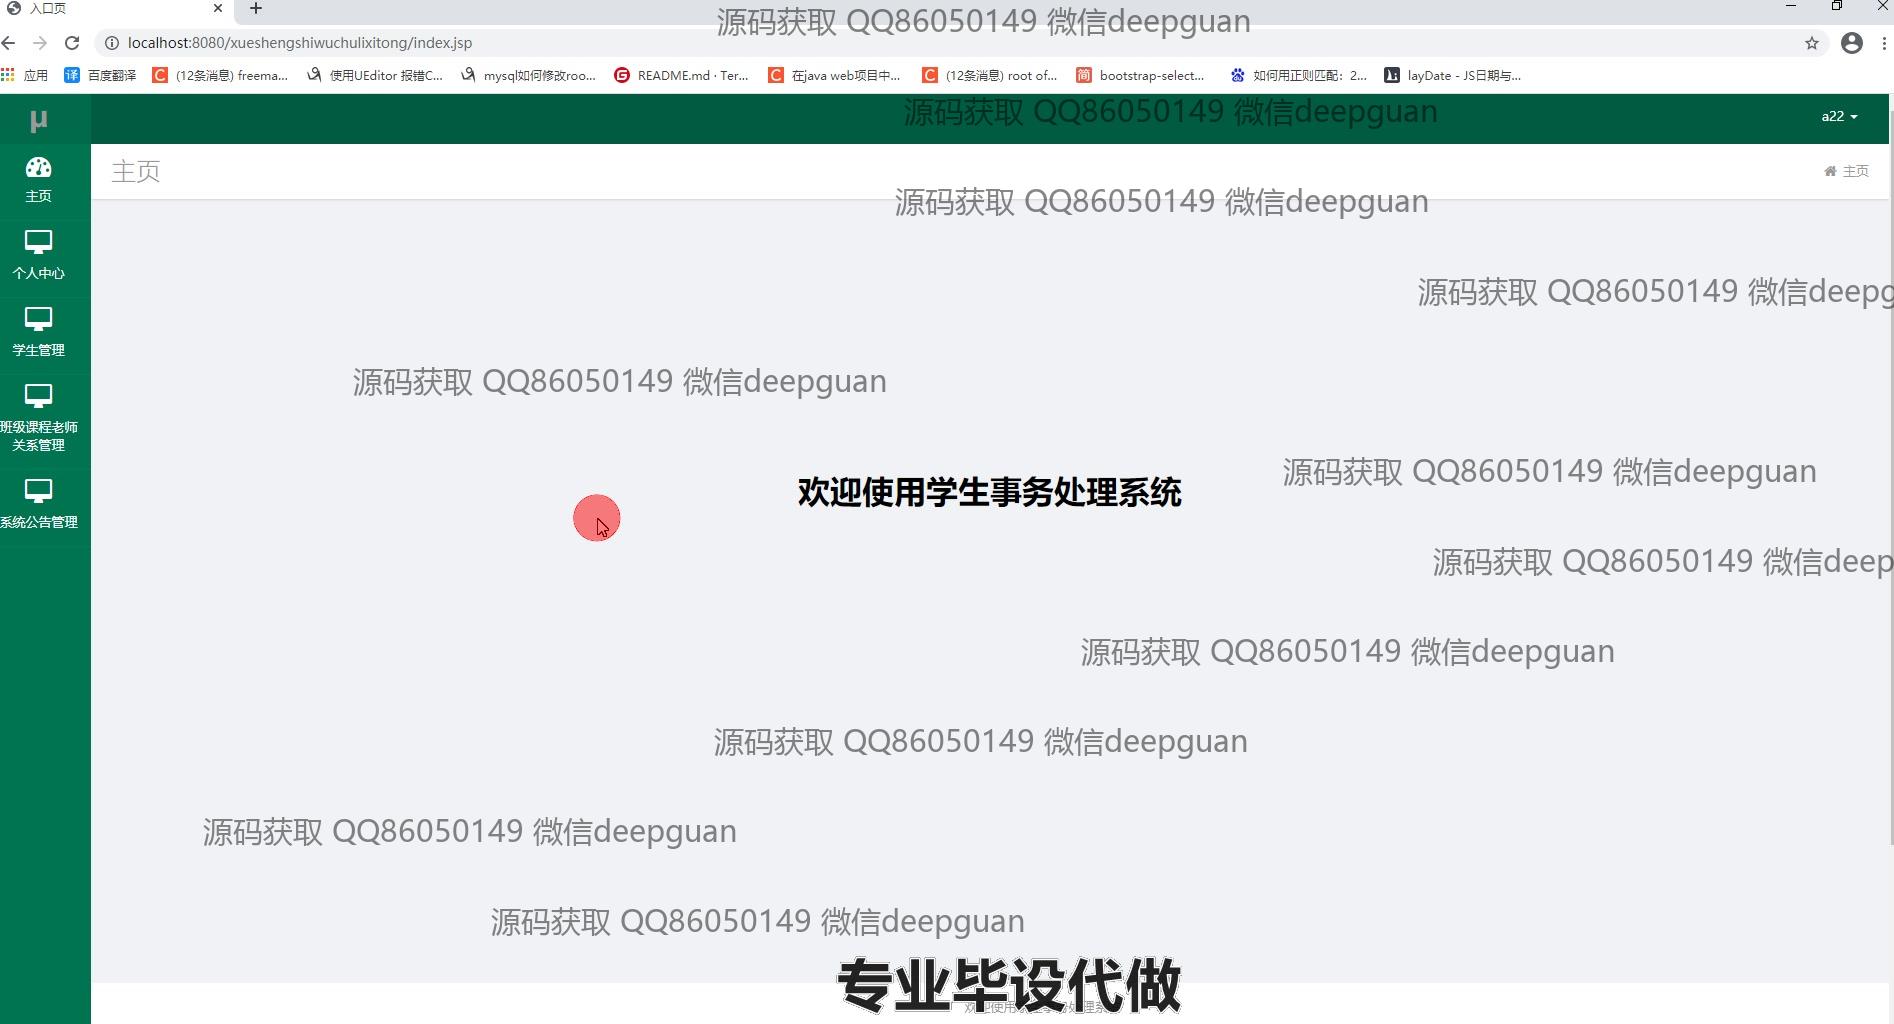 入口页
源码获取 QQ86050149 微信deepguan
localhost:8080/xueshengshiwuchulixitong/index.jsp
应用 百度翻译 (12条消息) freema... 使用UEditor 报错C... mysql如何修改roo... README.md · Ter... 在java web项目中... (12条消息) root of... bootstrap-select... 如何用正则匹配：2... layDate - JS日期与...
μ
源码获取 QQ86050149 微信deepguan
a22
主页
主页
主页
源码获取 QQ86050149 微信deepguan
个人中心
源码获取 QQ86050149 微信deepg
学生管理
源码获取 QQ86050149 微信deepguan
班级课程老师
关系管理
源码获取 QQ86050149 微信deepguan
欢迎使用学生事务处理系统
系统公告管理
源码获取 QQ86050149 微信deep
源码获取 QQ86050149 微信deepguan
源码获取 QQ86050149 微信deepguan
源码获取 QQ86050149 微信deepguan
源码获取 QQ86050149 微信deepguan
专业毕设代做